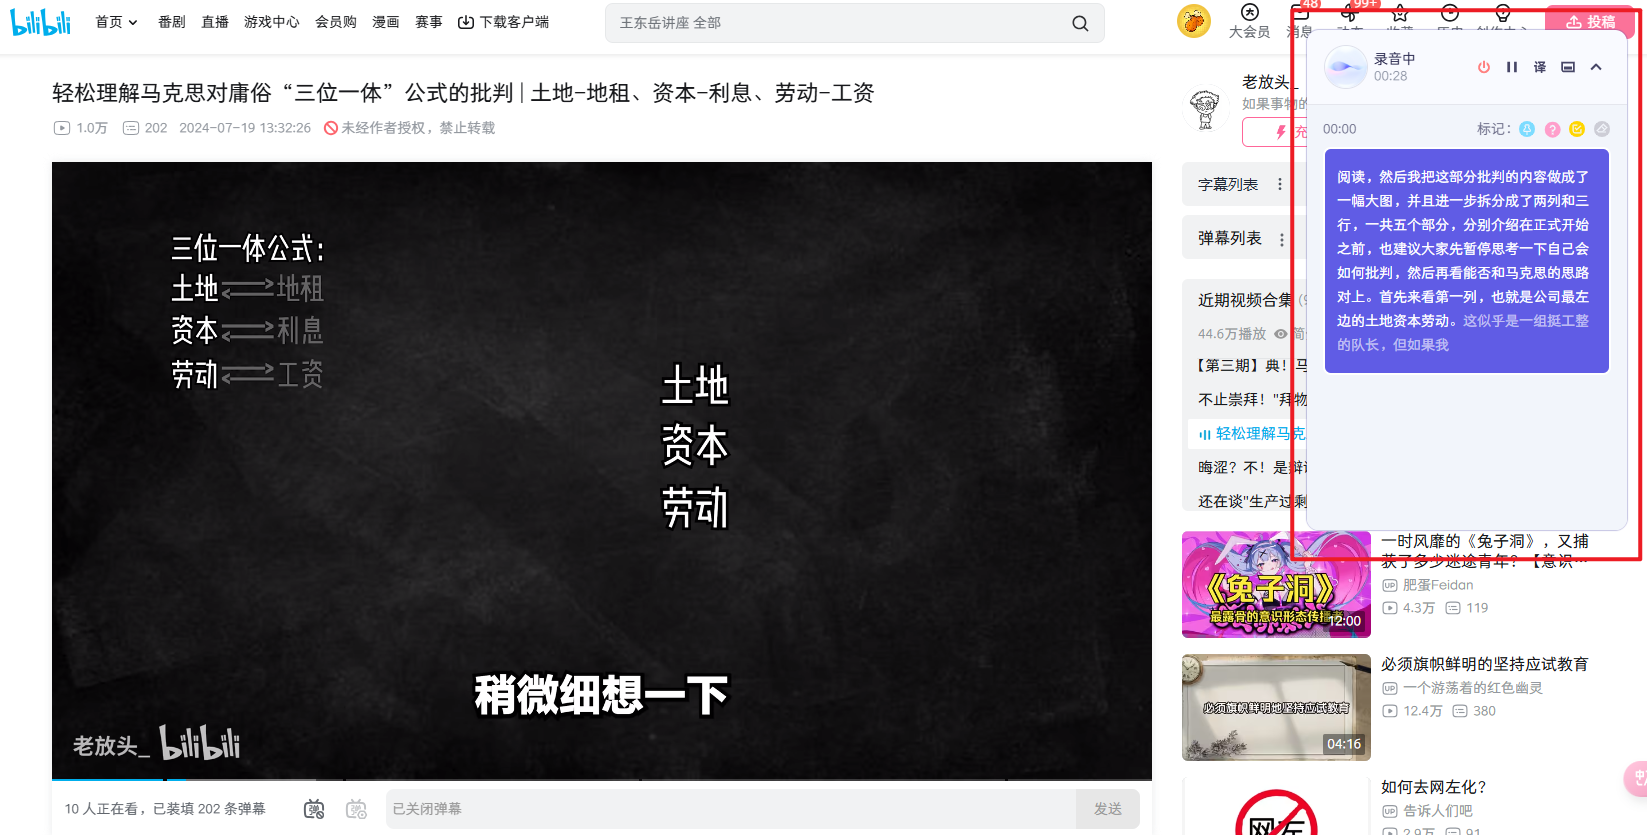 bilibili
首页
番剧
直播
游戏中心
会员购
漫画
赛事
下载客户端
王东岳讲座 全部
大会员
48
消息
99+
投稿
轻松理解马克思对庸俗“三位一体”公式的批判|土地-地租、资本-利息、劳动-工资
1.0万 202 2024-07-19 13:32:26 未经作者授权，禁止转载
三位一体公式:
土地 地租
资本 利息
劳动 工资
土地
资本
劳动
稍微细想一下
老放头_ bilibili
10 人正在看，已装填 202 条弹幕
已关闭弹幕
发送
老放头_
如果事物的
充
字幕列表
弹幕列表
近期视频合集
44.6万播放 简
【第三期】典！马
不止崇拜！"拜物
轻松理解马克
晦涩？不！是辩
还在谈"生产过剩
录音中
00:28
译
00:00
标记：
阅读，然后我把这部分批判的内容做成了
一幅大图，并且进一步拆分成了两列和三
行，一共五个部分，分别介绍在正式开始
之前，也建议大家先暂停思考一下自己会
如何批判，然后再看能否和马克思的思路
对上。首先来看第一列，也就是公司最左
边的土地资本劳动。这似乎是一组挺工整
的队长，但如果我
《兔子洞》
最露骨的意识形态传播者
12:00
一时风靡的《兔子洞》，又捕
获了多少迷途青年？【意识…
肥蛋Feidan
4.3万 119
必须旗帜鲜明地坚持应试教育
04:16
必须旗帜鲜明的坚持应试教育
一个游荡着的红色幽灵
12.4万 380
网左
如何去网左化？
告诉人们吧
2.9万 91